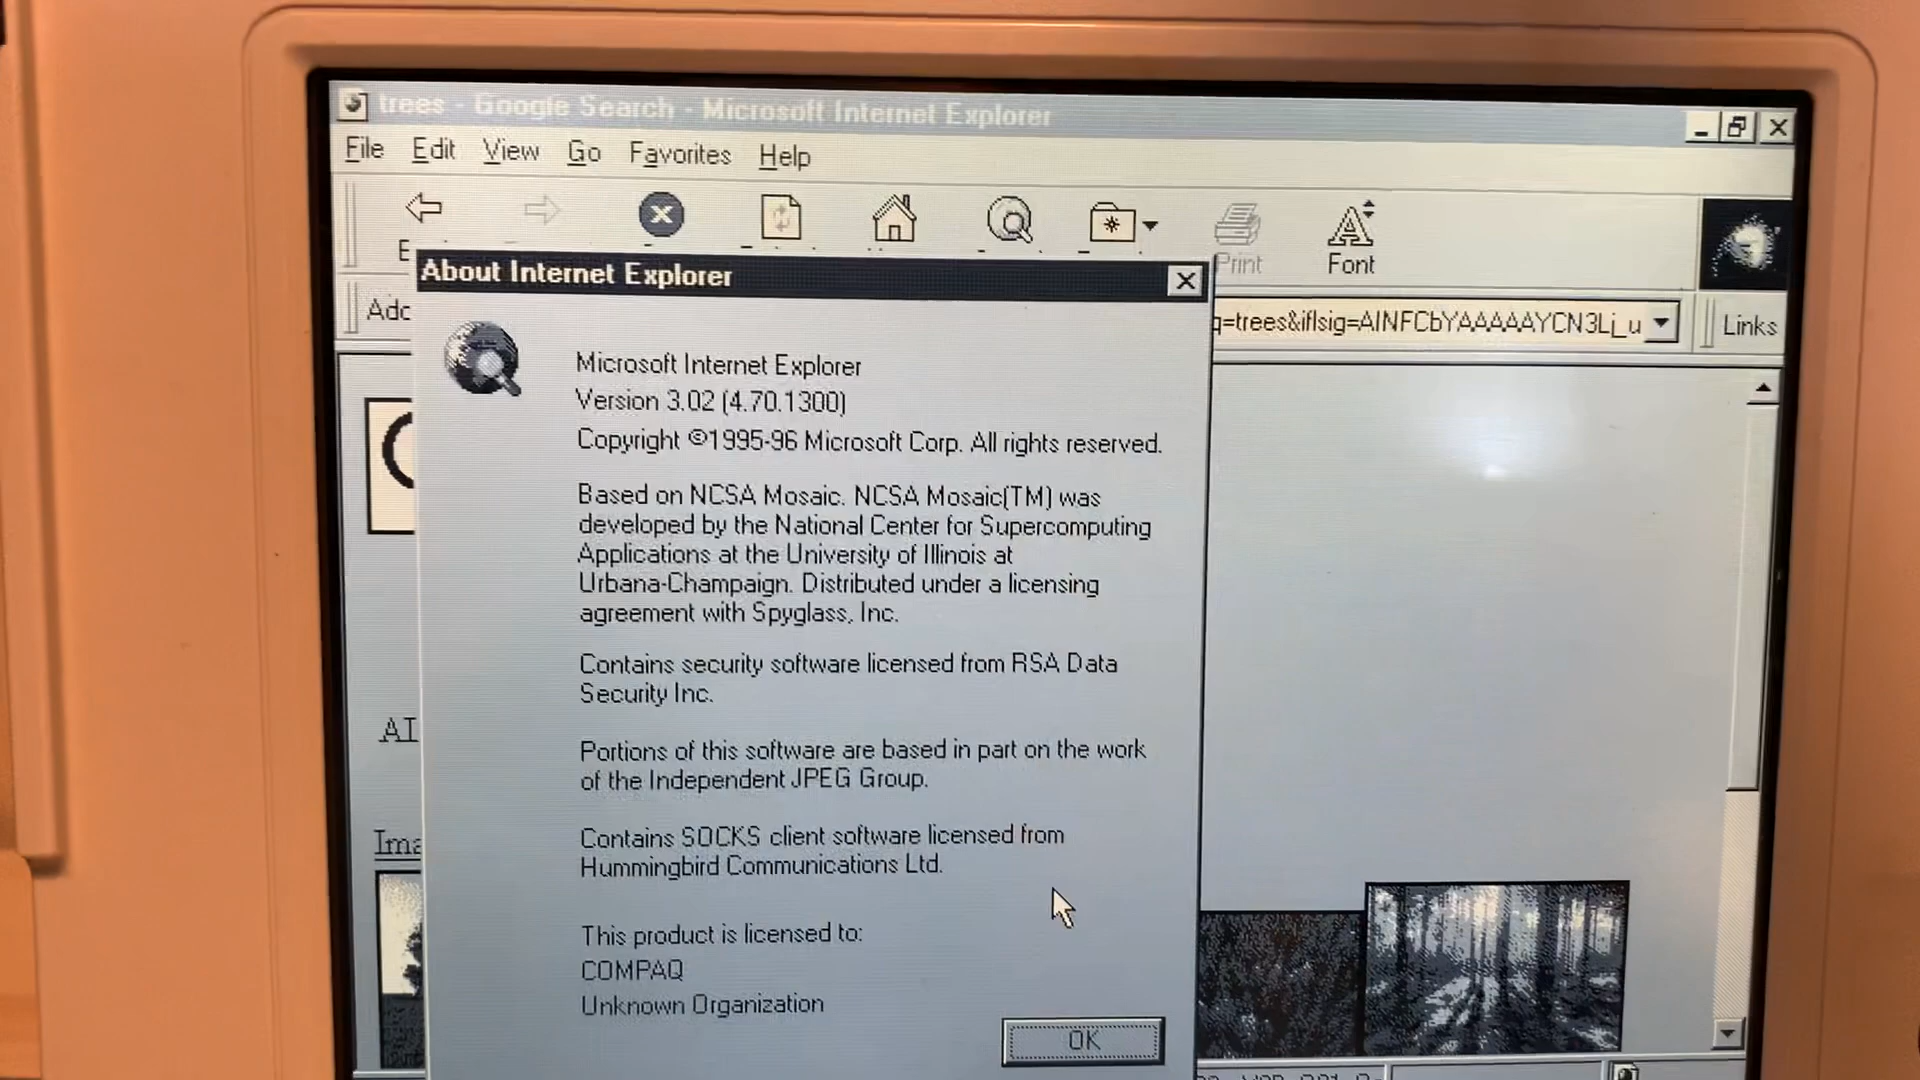 trees - Google Search - Microsoft Internet Explorer
File Edit View Go Favorites Help
Print Font
q=trees&iflsig=AINFCbYAAAAAYCN3Lj_u Links
About Internet Explorer
Microsoft Internet Explorer
Version 3.02 (4.70.1300)
Copyright ©1995-96 Microsoft Corp. All rights reserved.
Based on NCSA Mosaic. NCSA Mosaic(TM) was
developed by the National Center for Supercomputing
Applications at the University of Illinois at
Urbana-Champaign. Distributed under a licensing
agreement with Spyglass, Inc.
Contains security software licensed from RSA Data
Security Inc.
Portions of this software are based in part on the work
of the Independent JPEG Group.
Contains SOCKS client software licensed from
Hummingbird Communications Ltd.
This product is licensed to:
COMPAQ
Unknown Organization
OK